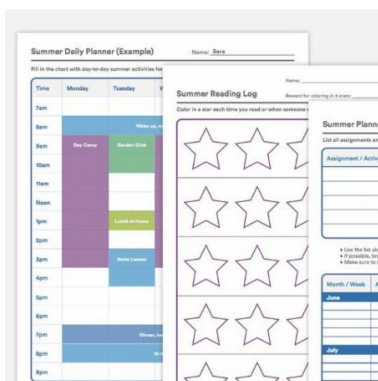 Summer Daily Planner (Example)
Name: Sara
Fill in the chart with day-to-day summer activities for
Time Monday Tuesday W
7am
8am
Wake up,
9am
Day Camp
Garden Club
10am
11am
Noon
1pm
Lunch at Home
2pm
3pm
4pm
5pm
6pm
7pm
Dinner,
8pm
9pm
Name:
Summer Reading Log
Reward for coloring in 8 stars:
Color in a star each time you read or when someone
Summer Plann
List all assignments an
Assignment / Activ
Use the list ab
If possible, br
Make sure to
Month / Week A
June
July